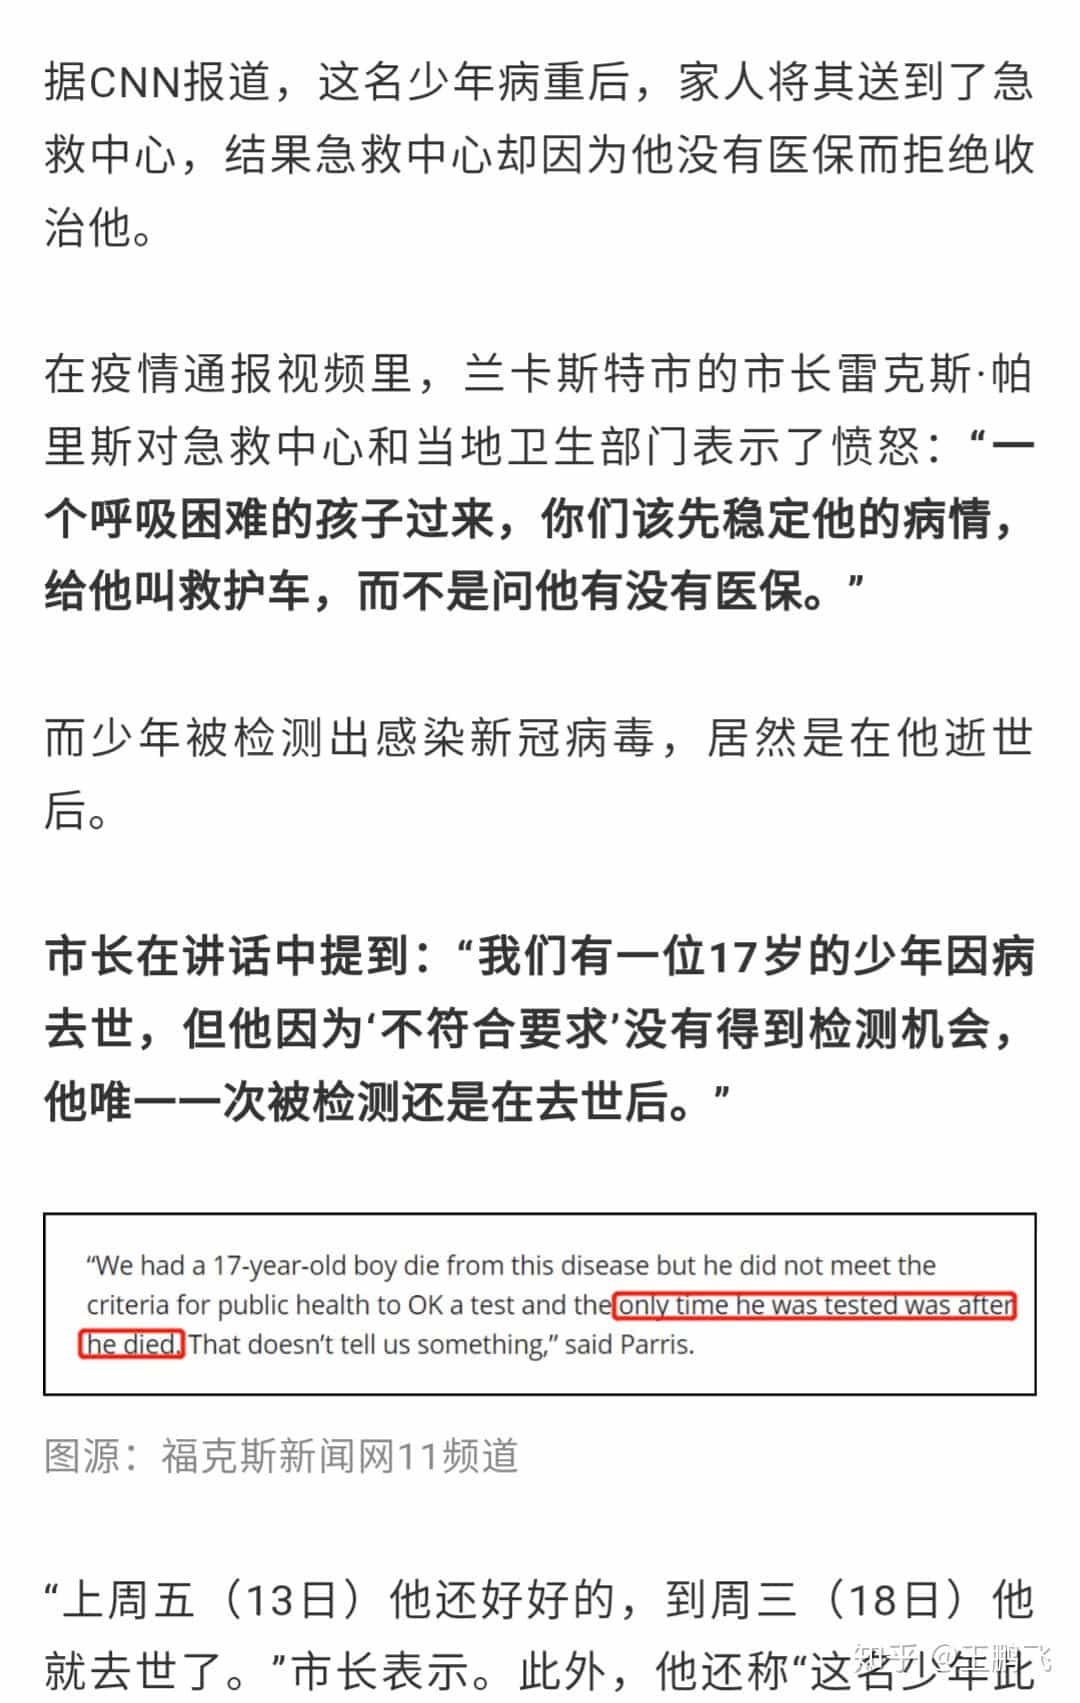 据CNN报道，这名少年病重后，家人将其送到了急
救中心，结果急救中心却因为他没有医保而拒绝收
治他。
在疫情通报视频里，兰卡斯特市的市长雷克斯·帕
里斯对急救中心和当地卫生部门表示了愤怒：“一
个呼吸困难的孩子过来，你们该先稳定他的病情，
给他叫救护车，而不是问他有没有医保。”
而少年被检测出感染新冠病毒，居然是在他逝世
后。
市长在讲话中提到：“我们有一位17岁的少年因病
去世，但他因为‘不符合要求’没有得到检测机会，
他唯一一次被检测还是在去世后。”
“We had a 17-year-old boy die from this disease but he did not meet the
criteria for public health to OK a test and the only time he was tested was after
he died. That doesn’t tell us something,” said Parris.
图源：福克斯新闻网11频道
“上周五（13日）他还好好的，到周三（18日）他
就去世了。”市长表示。此外，他还称“这名少年此
知乎 @王鹏飞